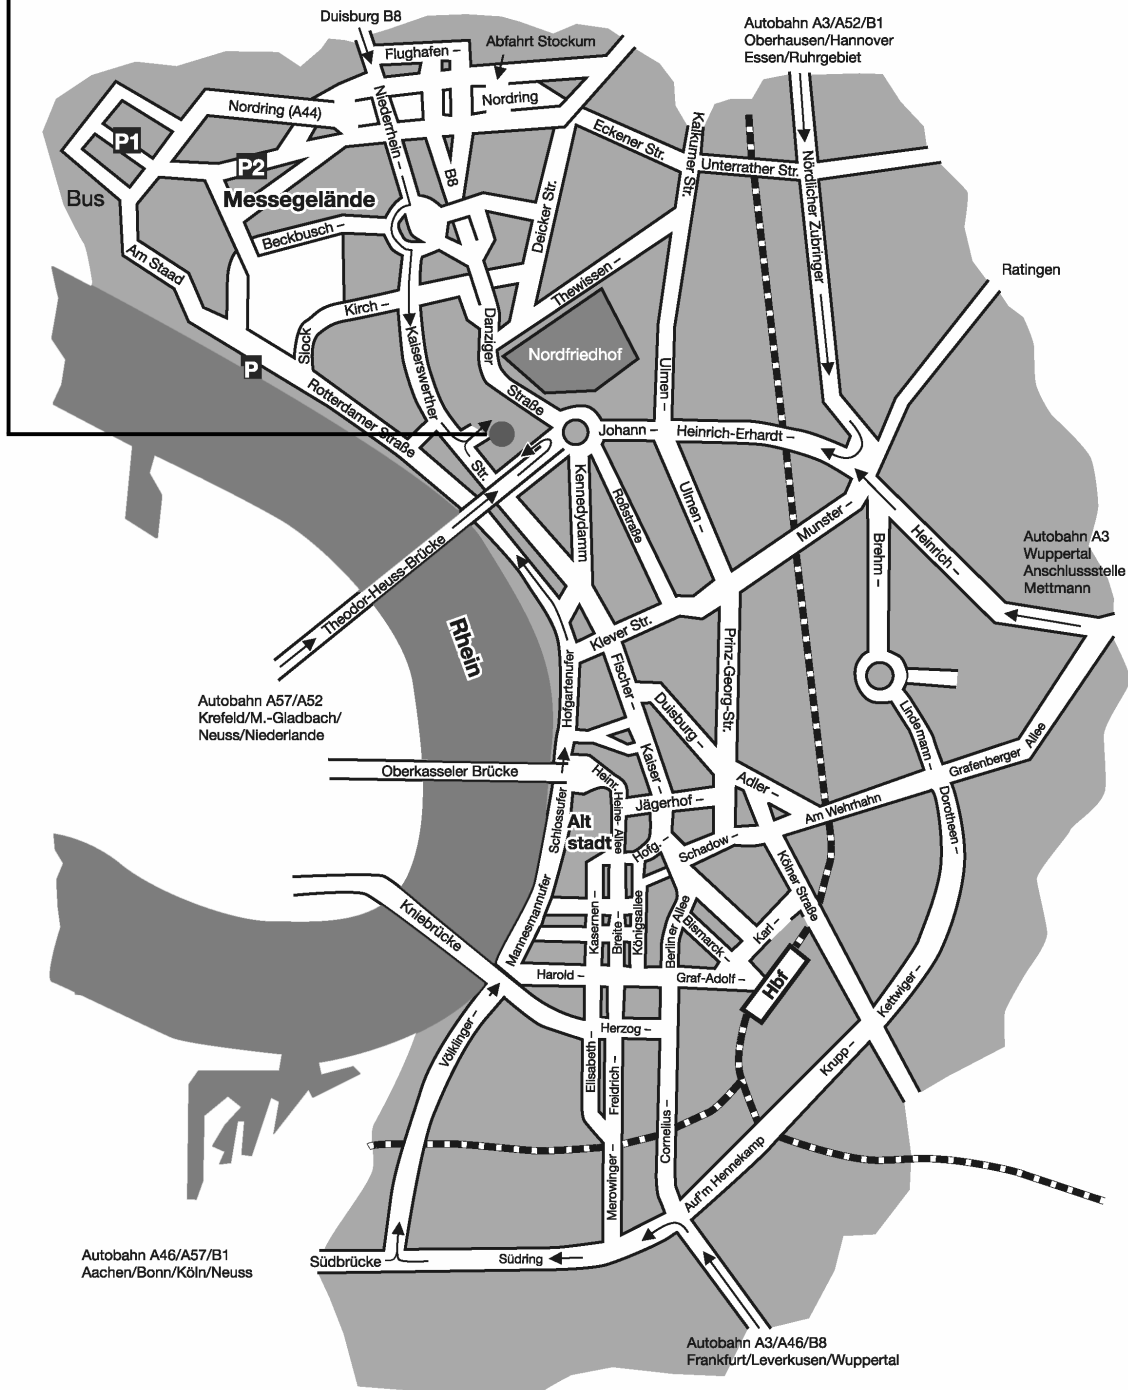 Duisburg B8
Flughafen –
Abfahrt Stockum
Autobahn A3/A52/B1
Oberhausen/Hannover
Essen/Ruhrgebiet
Nordring (A44)
Niederrhein –
Nordring
Eckener Str.
Kalkumer Str.
Unterrather Str.
Nördlicher Zubringer
P1
P2
B8
Bus
Messegelände
Beckbusch –
Deicker Str.
Am Staad
Thewissen –
Ratingen
Kirch –
Slock
Danziger
Straße
Kaiserswerther
Str.
Nordfriedhof
Ulmen –
P
Rotterdamer Straße
Johann –
Heinrich-Erhardt –
Kennedydamm
Roßstraße
Ulmen –
Munster –
Brehm –
Heinrich –
Autobahn A3
Wuppertal
Anschlussstelle
Mettmann
Theodor-Heuss-Brücke
Rhein
Klever Str.
Hofgartenufer
Fischer –
Prinz-Georg-Str.
Duisburg –
Lindemann –
Autobahn A57/A52
Krefeld/M.-Gladbach/
Neuss/Niederlande
Kaiser –
Grafenberger Allee
Oberkasseler Brücke
Heinr.-
Heine- Allee
Adler –
Jägerhof –
Am Wehrhahn
Dorotheen –
Schlossufer
Alt
stadt
Hofg.–
Schadow –
Kölner Straße
Mannesmannufer
Kniebrücke
Kasernen –
Breite –
Königsallee
Berliner Allee
Bismarck –
Karl –
Harold –
Graf-Adolf –
Hbf
Kettwiger –
Völklinger –
Herzog –
Elisabeth –
Freidrich –
Krupp –
Cornelius –
Merowinger –
Auf'm Hennekamp
Autobahn A46/A57/B1
Aachen/Bonn/Köln/Neuss
Südbrücke
Südring
Autobahn A3/A46/B8
Frankfurt/Leverkusen/Wuppertal